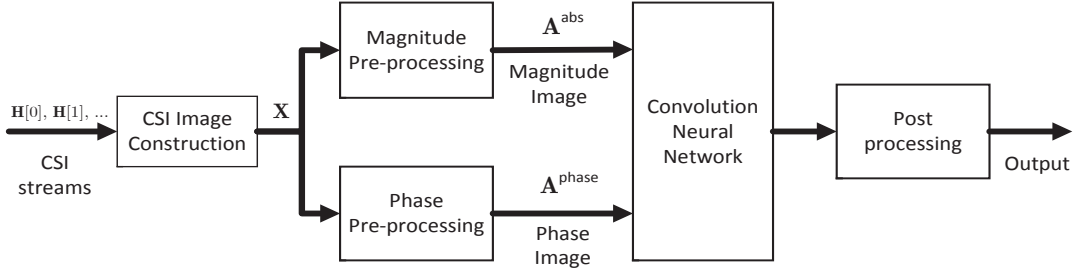 H[0], H[1], ...
CSI
streams
CSI Image
Construction
X
Magnitude
Pre-processing
A^abs
Magnitude
Image
Phase
Pre-processing
A^phase
Phase
Image
Convolution
Neural
Network
Post
processing
Output